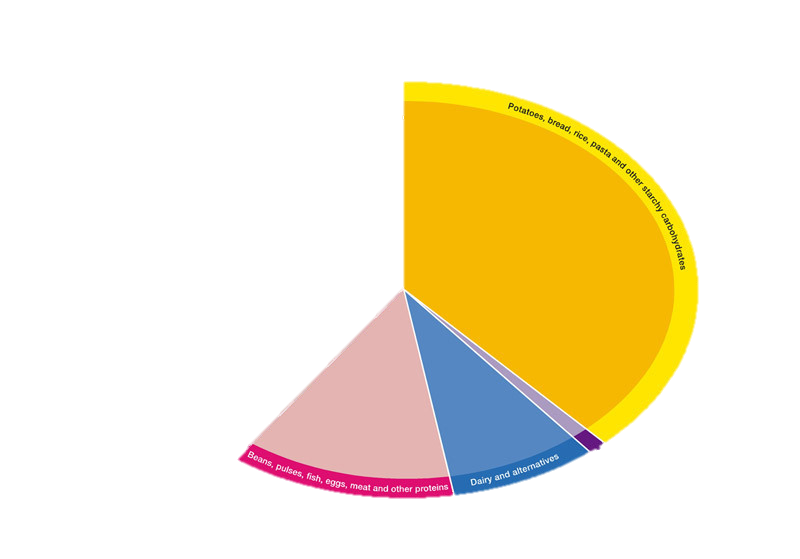 Potatoes, bread, rice, pasta and other starchy carbohydrates
Dairy and alternatives
Beans, pulses, fish, eggs, meat and other proteins